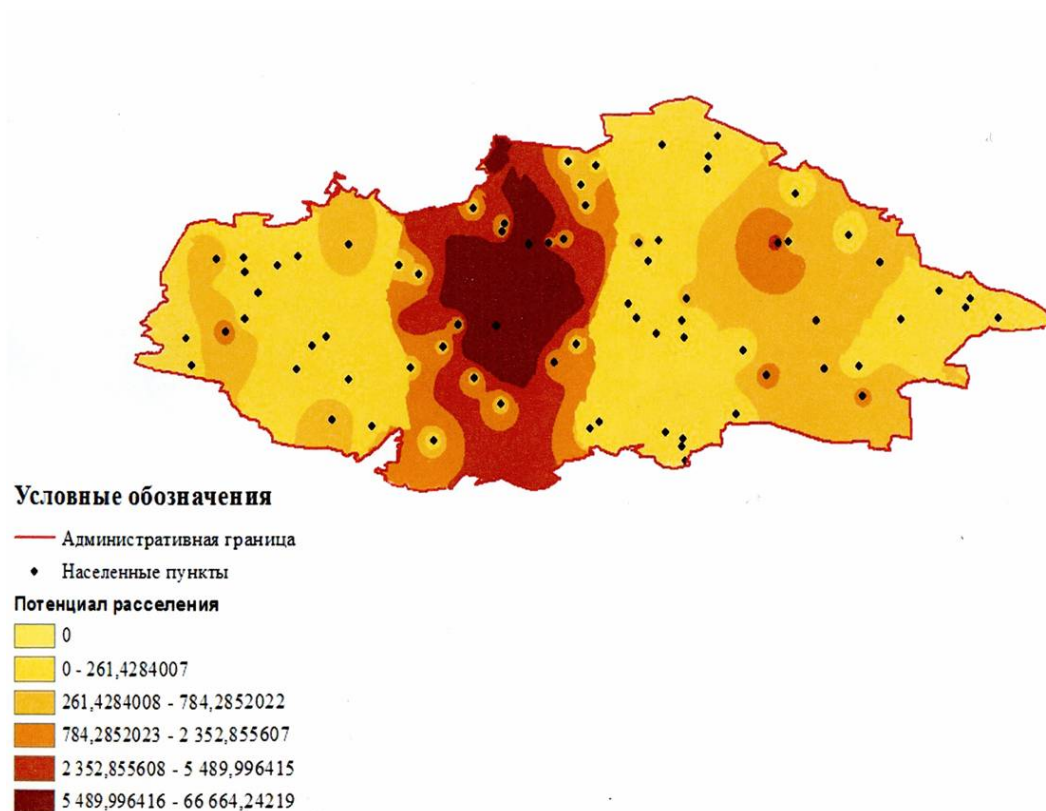 Условные обозначения
Административная граница
Населенные пункты
Потенциал расселения
0
0 - 261,4284007
261,4284008 - 784,2852022
784,2852023 - 2 352,855607
2 352,855608 - 5 489,996415
5 489,996416 - 66 664,24219